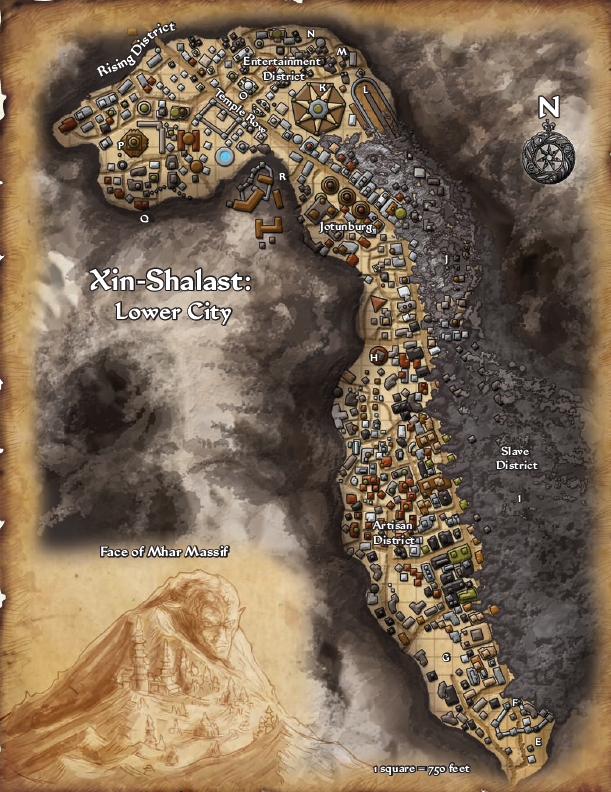 Rising District
N
M
Entertainment
District
K
L
O
Temple Row
N
P
R
Q
Jotunburg
J
Xin-Shalast:
Lower City
H
Slave
District
I
Artisan
District
Face of Mhar Massif
G
F
E
1 square = 750 feet